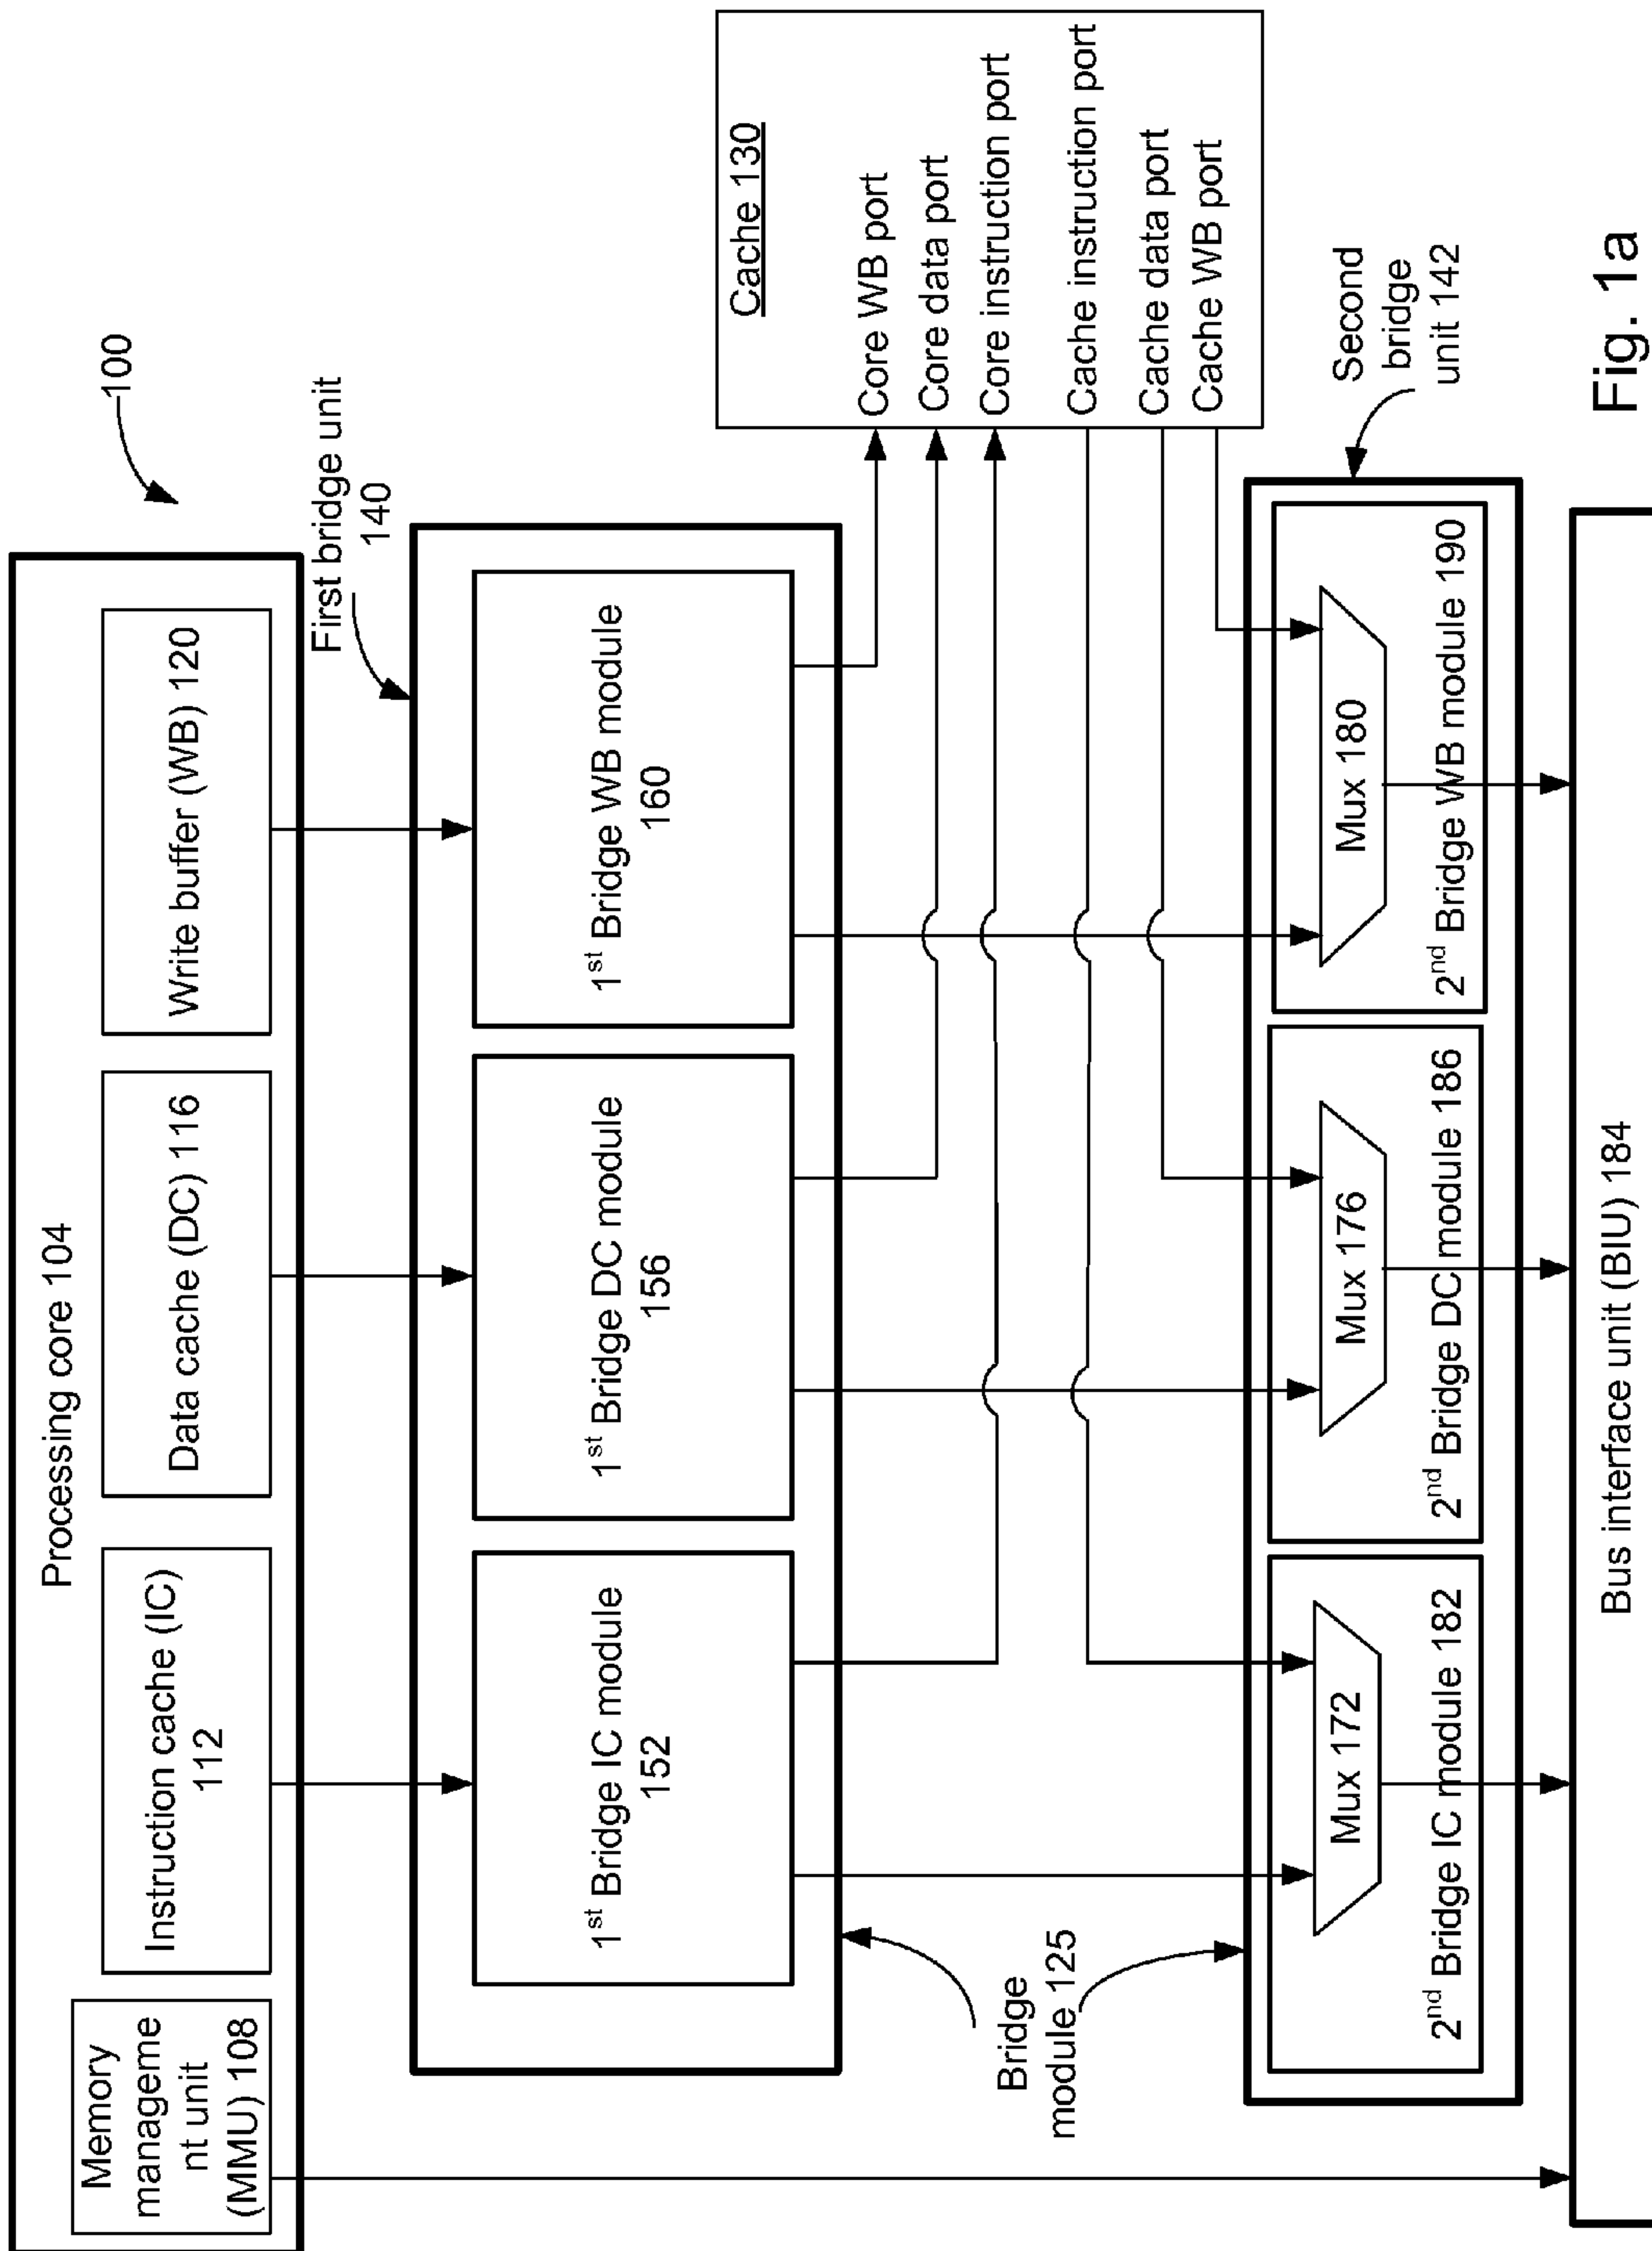 100
Processing core 104
Memory
manageme
nt unit
(MMU) 108
Instruction cache (IC)
112
Data cache (DC) 116
Write buffer (WB) 120
First bridge unit
140
1st Bridge IC module
152
1st Bridge DC module
156
1st Bridge WB module
160
Cache 130
Core WB port
Core data port
Core instruction port
Cache instruction port
Cache data port
Cache WB port
Bridge
module 125
Second
bridge
unit 142
Mux 172
2nd Bridge IC module 182
Mux 176
2nd Bridge DC module 186
Mux 180
2nd Bridge WB module 190
Bus interface unit (BIU) 184
Fig. 1a